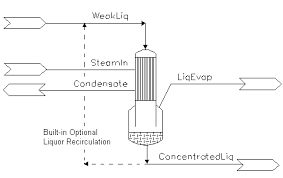 WeakLiq
SteamIn
Condensate
LiqEvap
Built-in Optional
Liquor Recirculation
ConcentratedLiq